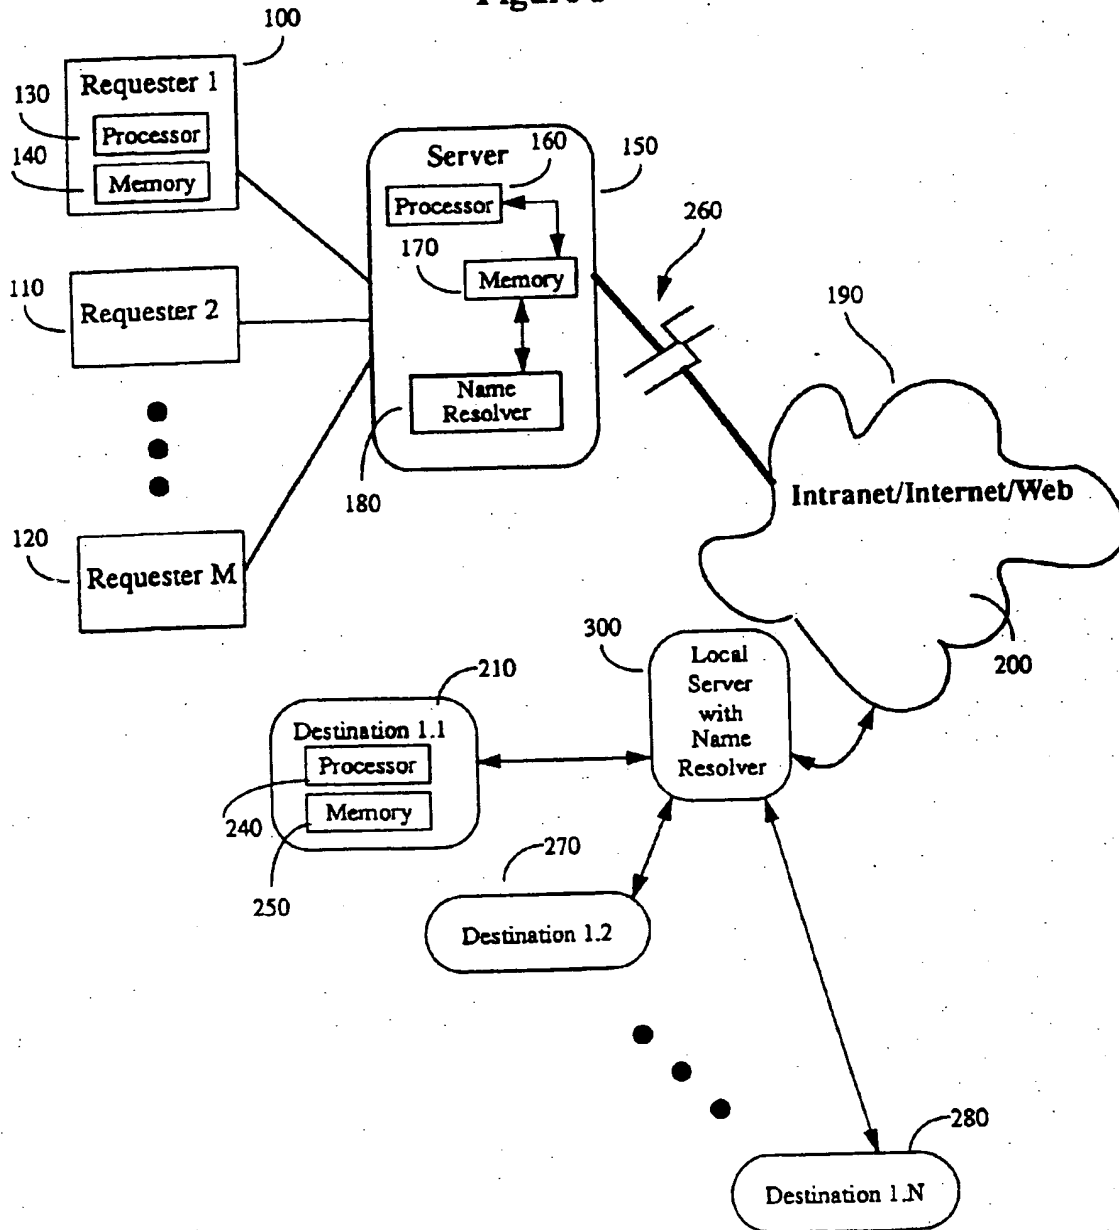 100
Requester 1
130
Processor
140
Memory
Server
160
150
Processor
260
170
Memory
110
Requester 2
190
Name
Resolver
180
Intranet/Internet/Web
120
Requester M
300
Local
Server
with
Name
Resolver
200
210
Destination 1.1
Processor
240
Memory
250
270
Destination 1.2
280
Destination 1.N